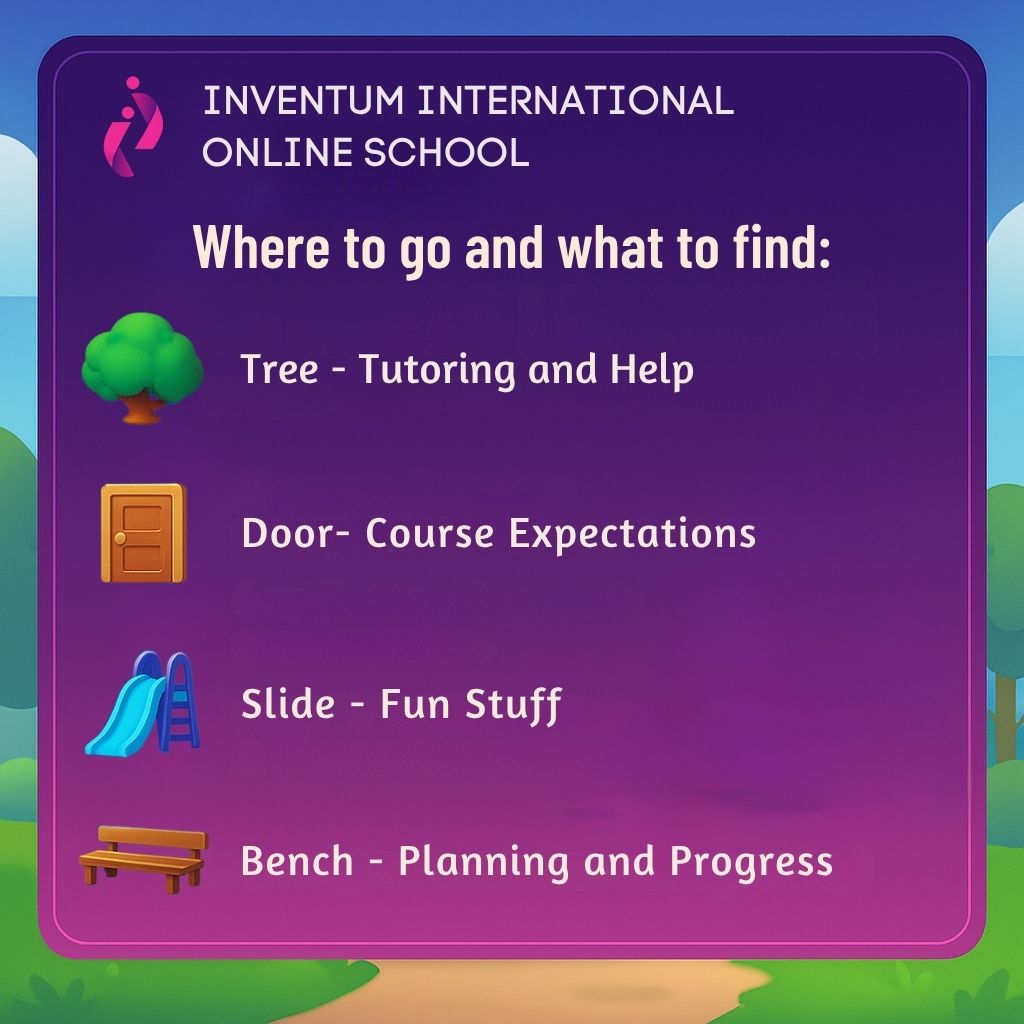 INVENTUM INTERNATIONAL
ONLINE SCHOOL
Where to go and what to find:
Tree - Tutoring and Help
Door- Course Expectations
Slide - Fun Stuff
Bench - Planning and Progress